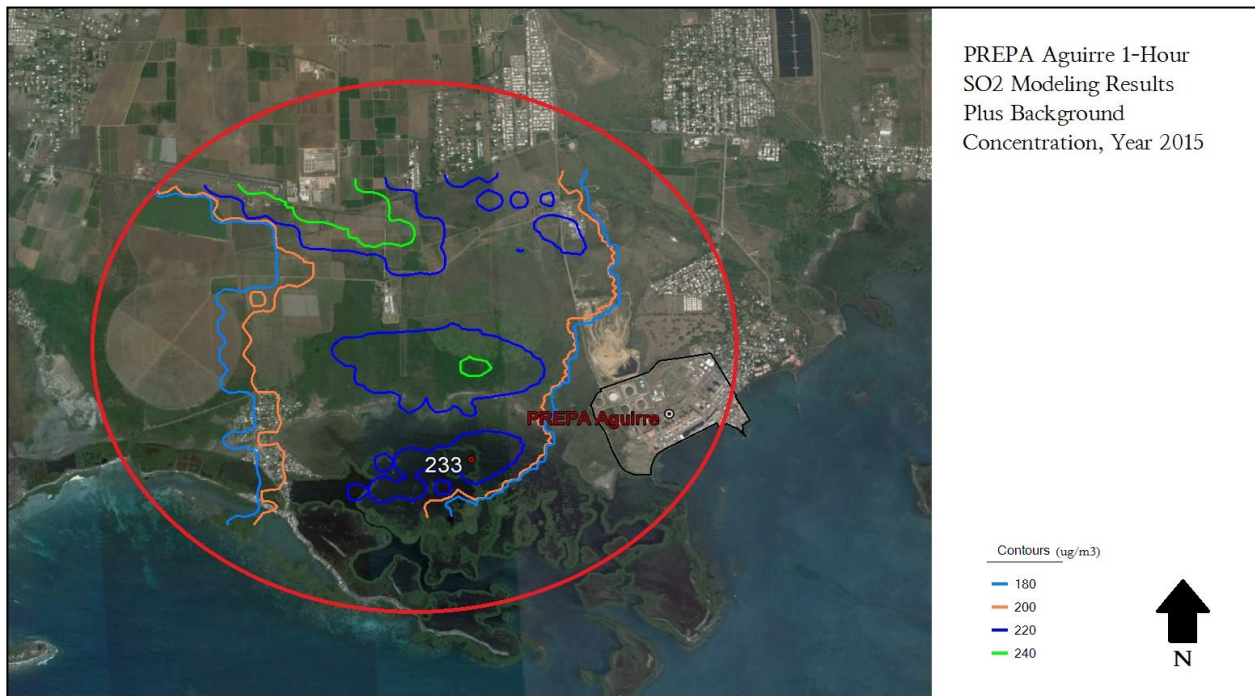 PREPA Aguirre 1-Hour
SO2 Modeling Results
Plus Background
Concentration, Year 2015
PREPA Aguirre
233
Contours (ug/m3)
180
200
220
240
N